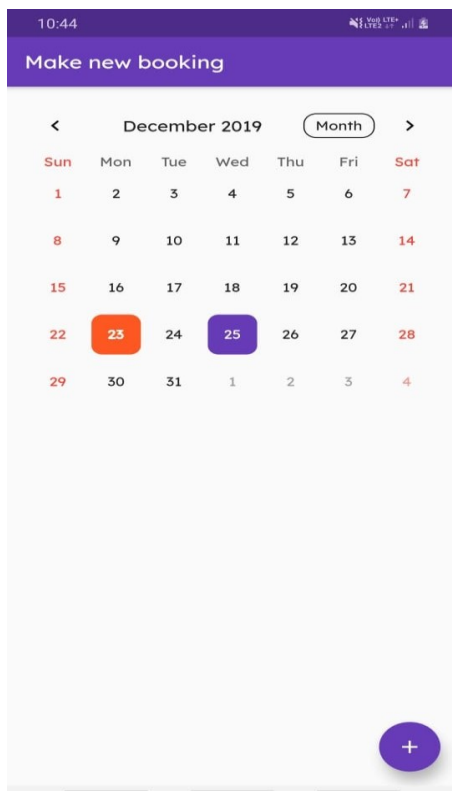 10:44
Make new booking
< December 2019 Month >
Sun Mon Tue Wed Thu Fri Sat
1 2 3 4 5 6 7
8 9 10 11 12 13 14
15 16 17 18 19 20 21
22 23 24 25 26 27 28
29 30 31 1 2 3 4
+